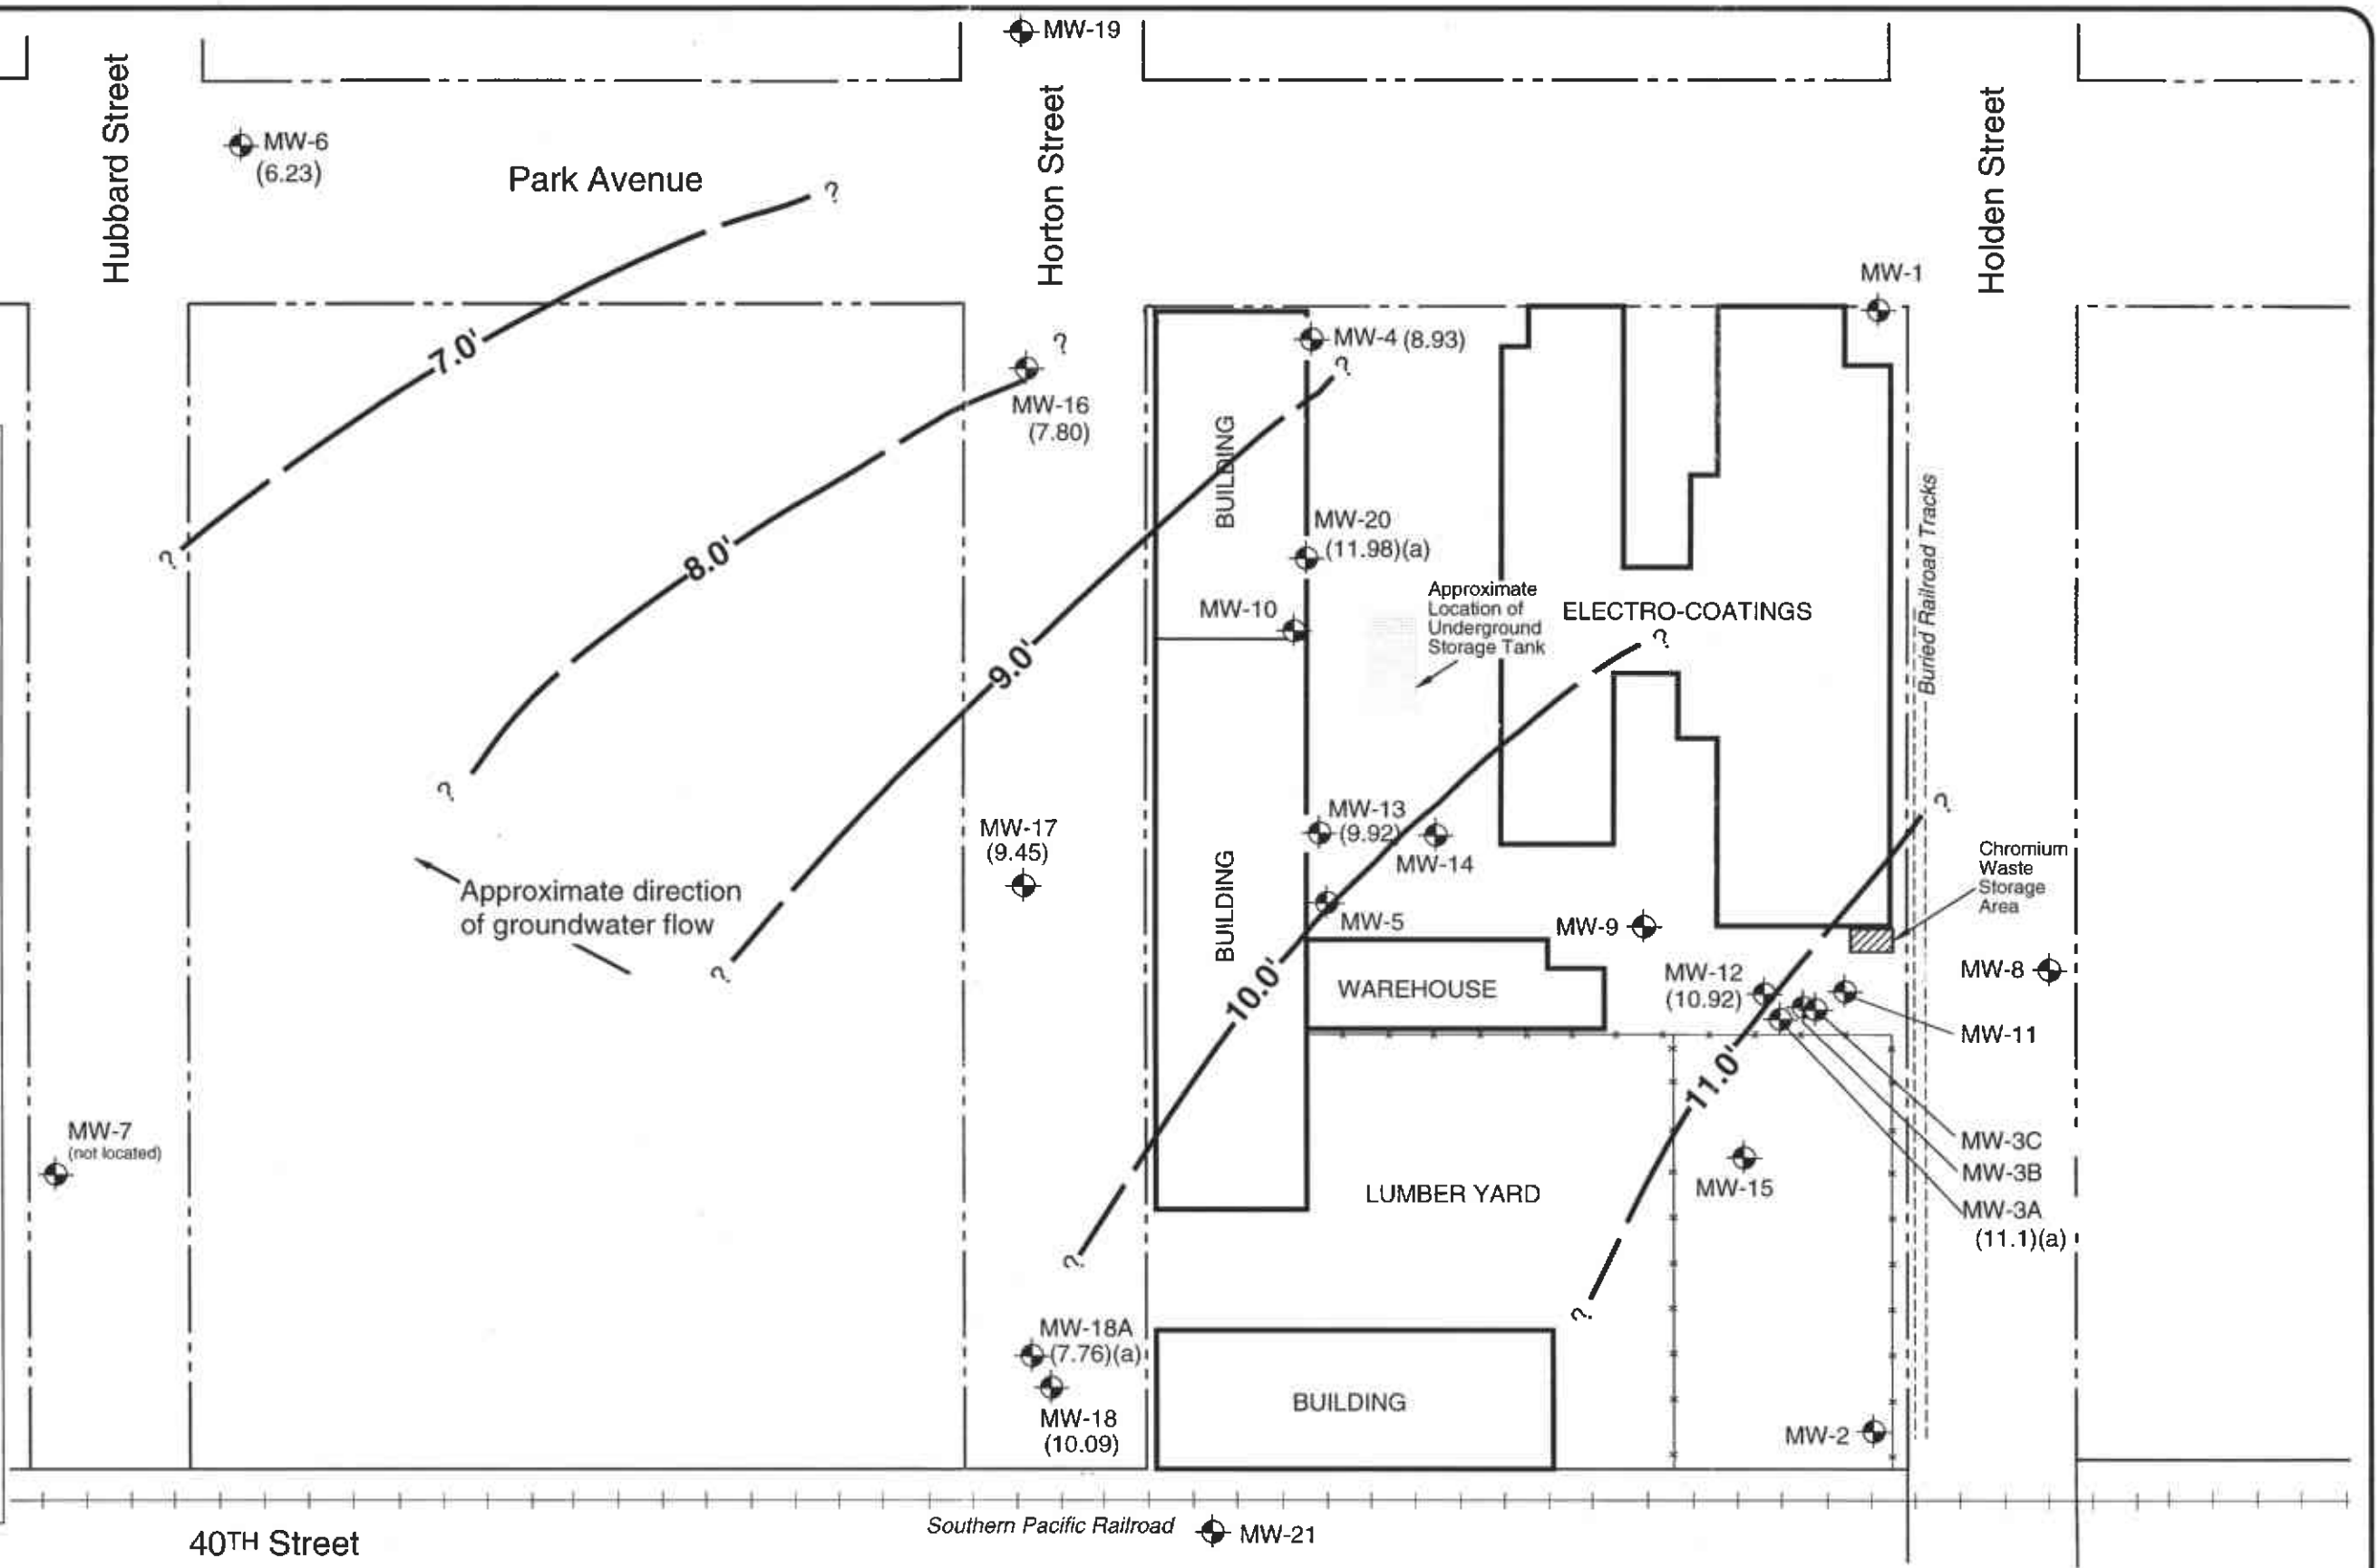 MW-19
Hubbard Street
Horton Street
Holden Street
MW-6
(6.23)
Park Avenue
?
MW-1
7.0'
?
MW-4 (8.93)
?
MW-16
(7.80)
BUILDING
Buried Railroad Tracks
MW-20
(11.98)(a)
8.0'
?
MW-10
Approximate
Location of
Underground
Storage Tank
ELECTRO-COATINGS
?
9.0'
?
?
MW-13
(9.92)
MW-14
MW-17
(9.45)
Chromium
Waste
Storage
Area
Approximate direction
of groundwater flow
?
BUILDING
MW-5
MW-9
10.0'
WAREHOUSE
MW-12
(10.92)
MW-8
MW-11
11.0'
MW-7
(not located)
MW-3C
MW-3B
MW-3A
(11.1)(a)
MW-15
LUMBER YARD
?
?
MW-18A
(7.76)(a)
MW-18
(10.09)
BUILDING
MW-2
Southern Pacific Railroad
MW-21
40TH Street